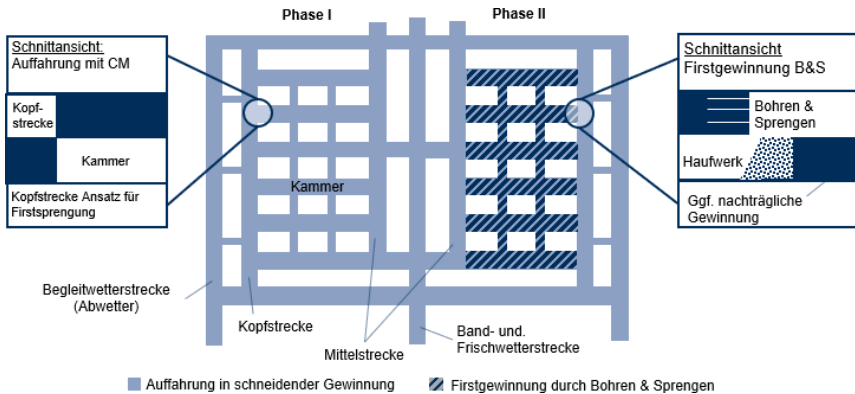 Phase I
Phase II
Schnittansicht:
Auffahrung mit CM
Kopf-
strecke
Kammer
Kopfstrecke Ansatz für
Firstsprengung
Kammer
Schnittansicht
Firstgewinnung B&S
Bohren &
Sprengen
Haufwerk
Ggf. nachträgliche
Gewinnung
Begleitwetterstrecke
(Abwetter)
Kopfstrecke
Mittelstrecke
Band- und.
Frischwetterstrecke
Auffahrung in schneidender Gewinnung
Firstgewinnung durch Bohren & Sprengen